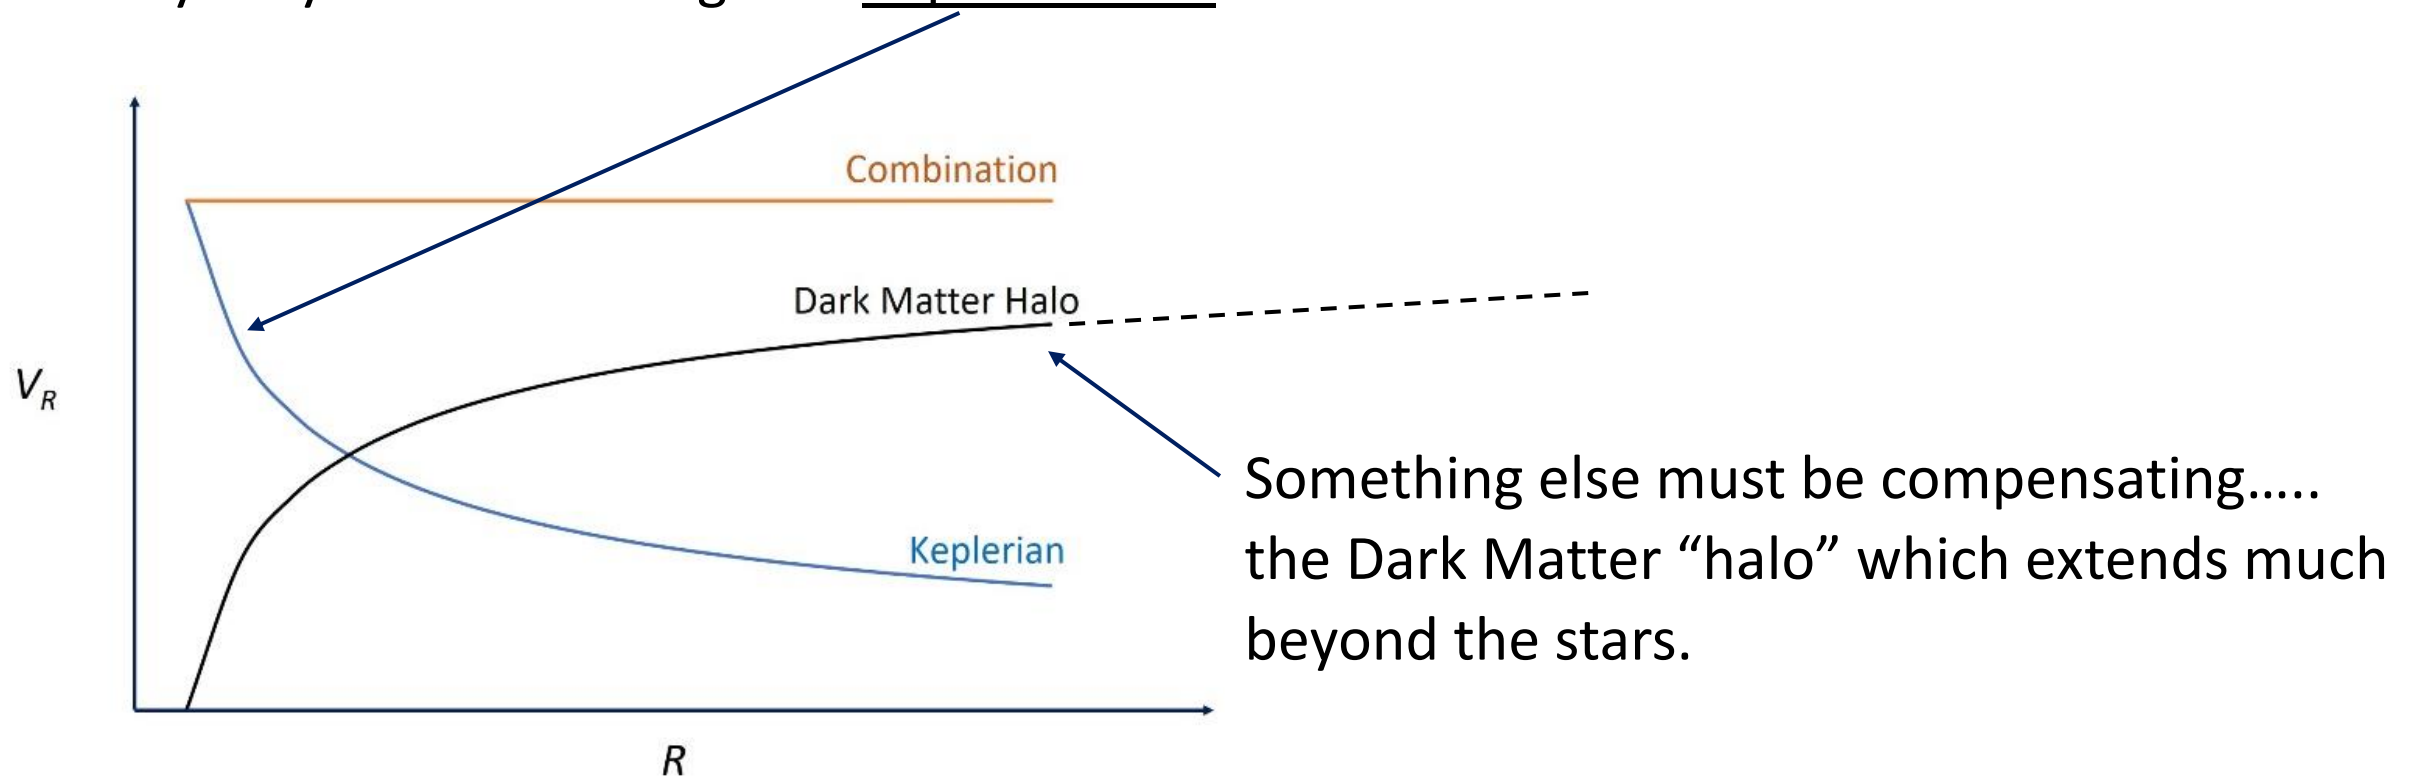 Combination
Dark Matter Halo
V_R
Something else must be compensating.....
the Dark Matter “halo” which extends much
Keplerian
beyond the stars.
R